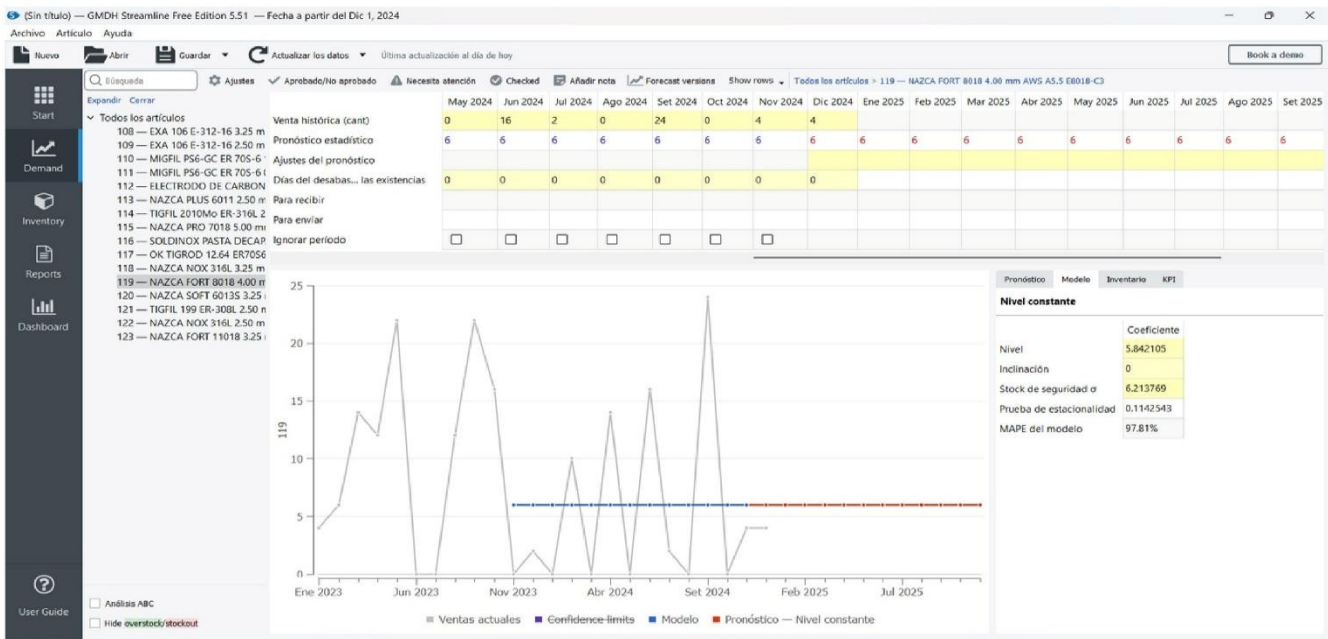 (Sin título) — GMDH Streamline Free Edition 5.51 — Fecha a partir del Dic 1, 2024
Archivo Artículo Ayuda
Nuevo Abrir Guardar Actualizar los datos Última actualización al día de hoy Book a demo
Búsqueda Ajustes Aprobado/No aprobado Necesita atención Checked Añadir nota Forecast versions Show rows Todos los artículos > 119 — NAZCA FORT 8018 4.00 mm AWS A5.5 E8018-C3
Start
Demand
Inventory
Reports
Dashboard
User Guide
Expandir Cerrar
Todos los artículos
108 — EXA 106 E-312-16 3.25 m
109 — EXA 106 E-312-16 2.50 m
110 — MIGFIL PS6-GC ER 70S-6
111 — MIGFIL PS6-GC ER 70S-6
112 — ELECTRODO DE CARBON
113 — NAZCA PLUS 6011 2.50 m
114 — TIGFIL 2010Mo ER-316L 2
115 — NAZCA PRO 7018 5.00 m
116 — SOLDINOX PASTA DECAP
117 — OK TIGROD 12.64 ER70S6
118 — NAZCA NOX 316L 3.25 m
119 — NAZCA FORT 8018 4.00 m
120 — NAZCA SOFT 6013S 3.25
121 — TIGFIL 199 ER-308L 2.50
122 — NAZCA NOX 316L 2.50 m
123 — NAZCA FORT 11018 3.25
Análisis ABC
Hide overstock/stockout
May 2024 Jun 2024 Jul 2024 Ago 2024 Set 2024 Oct 2024 Nov 2024 Dic 2024 Ene 2025 Feb 2025 Mar 2025 Abr 2025 May 2025 Jun 2025 Jul 2025 Ago 2025 Set 2025
Venta histórica (cant) 0 16 2 0 24 0 4 4
Pronóstico estadístico 6 6 6 6 6 6 6 6 6 6 6 6 6 6 6 6 6
Ajustes del pronóstico
Días del desabas... las existencias 0 0 0 0 0 0 0 0
Para recibir
Para enviar
Ignorar período
25
20
15
10
5
0
119
Ene 2023 Jun 2023 Nov 2023 Abr 2024 Set 2024 Feb 2025 Jul 2025
Ventas actuales Confidence limits Modelo Pronóstico — Nivel constante
Pronóstico Modelo Inventario KPI
Nivel constante
Coeficiente
Nivel 5.842105
Inclinación 0
Stock de seguridad σ 6.213769
Prueba de estacionalidad 0.1142543
MAPE del modelo 97.81%